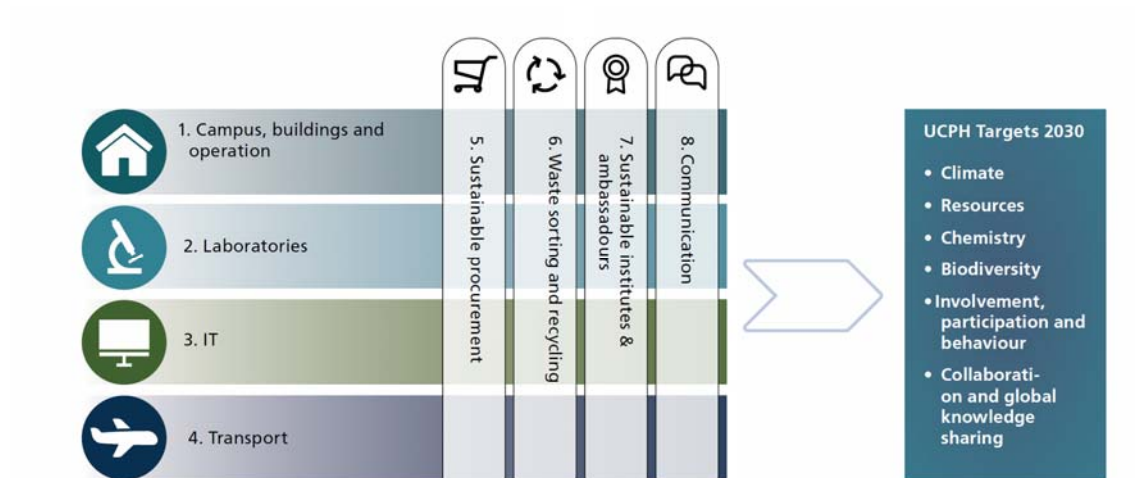 1. Campus, buildings and
operation
2. Laboratories
3. IT
4. Transport
5. Sustainable procurement
6. Waste sorting and recycling
7. Sustainable institutes &
ambassadours
8. Communication
UCPH Targets 2030
• Climate
• Resources
• Chemistry
• Biodiversity
•Involvement,
participation and
behaviour
• Collaborati-
on and global
knowledge
sharing